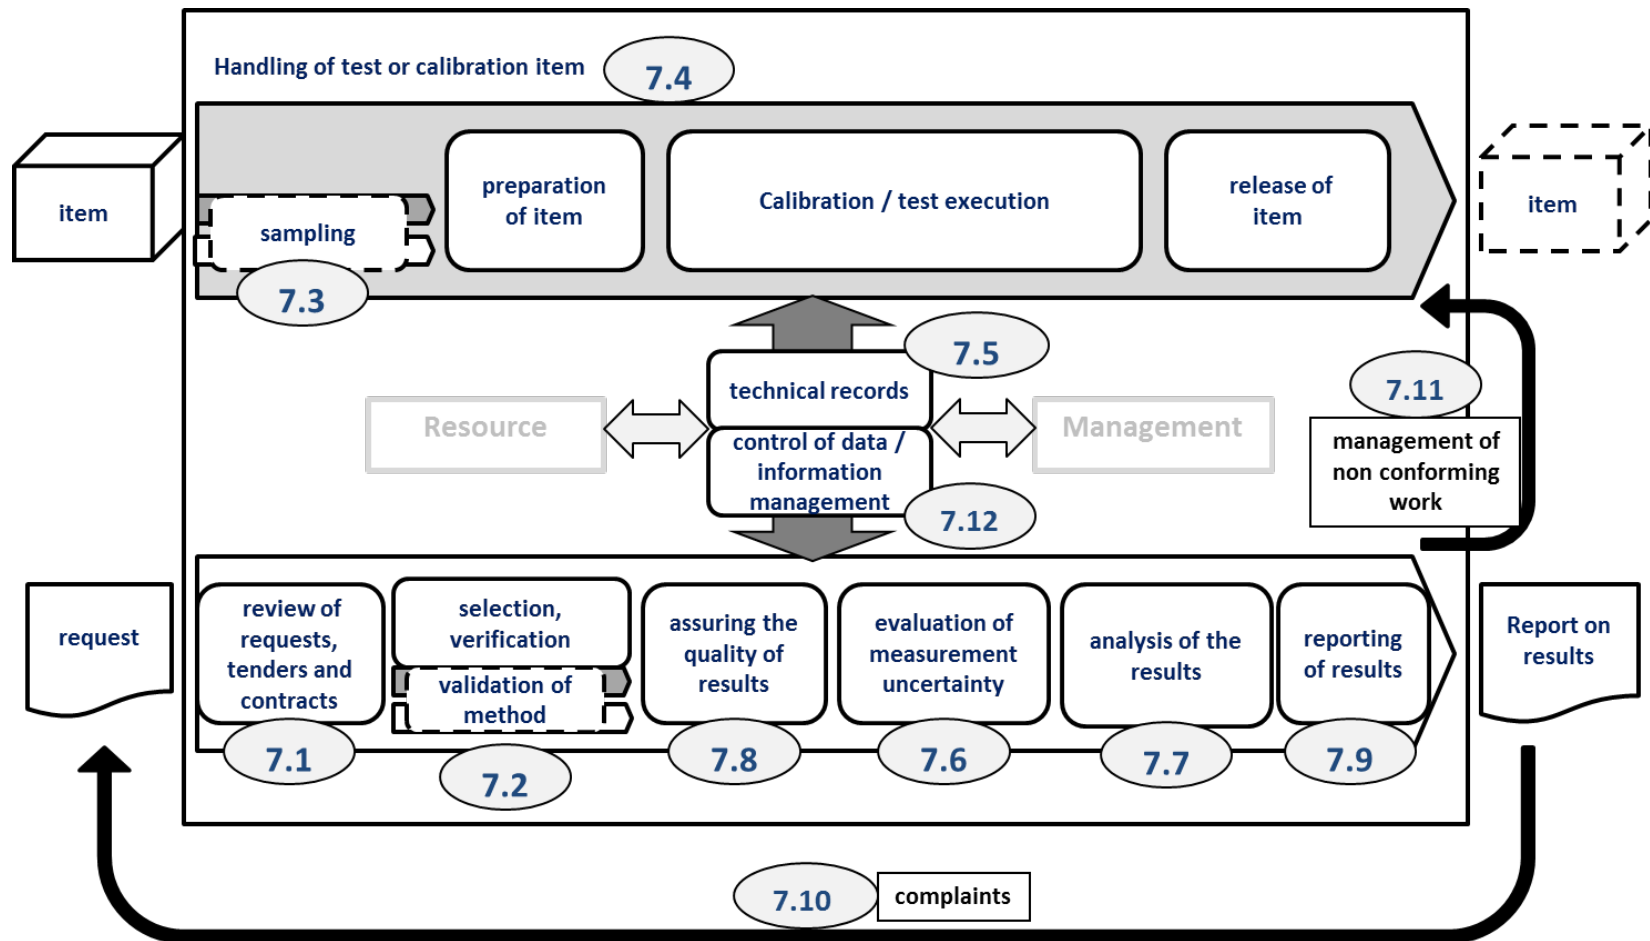 Handling of test or calibration item
7.4
item
sampling
7.3
preparation
of item
Calibration / test execution
release of
item
item
7.5
technical records
Resource
Management
control of data /
information
management
7.12
7.11
management of
non conforming
work
request
review of
requests,
tenders and
contracts
7.1
selection,
verification
validation of
method
7.2
assuring the
quality of
results
7.8
evaluation of
measurement
uncertainty
7.6
analysis of the
results
7.7
reporting
of results
7.9
Report on
results
7.10
complaints